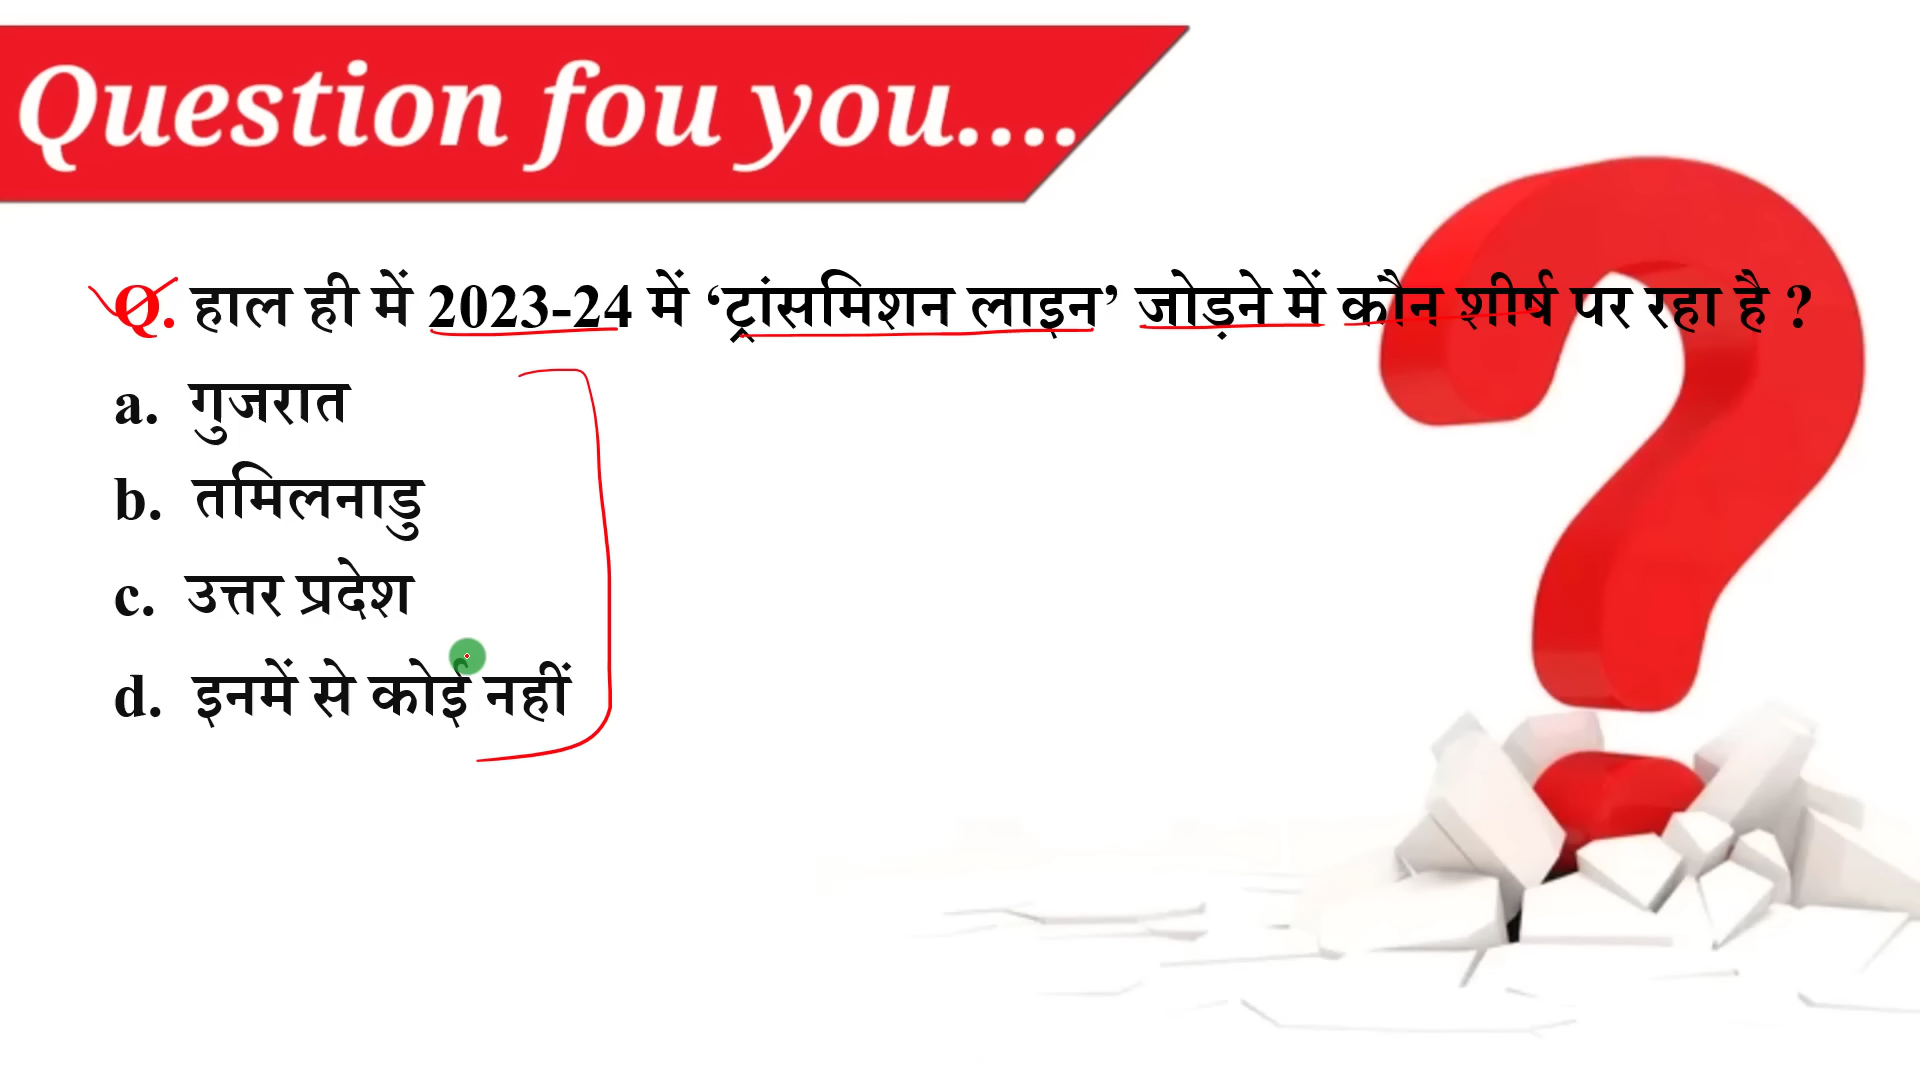 Question fou you....
Q. हाल ही में 2023-24 में ‘ट्रांसमिशन लाइन’ जोड़ने में कौन शीर्ष पर रहा है ?
a. गुजरात
b. तमिलनाडु
c. उत्तर प्रदेश
d. इनमें से कोई नहीं